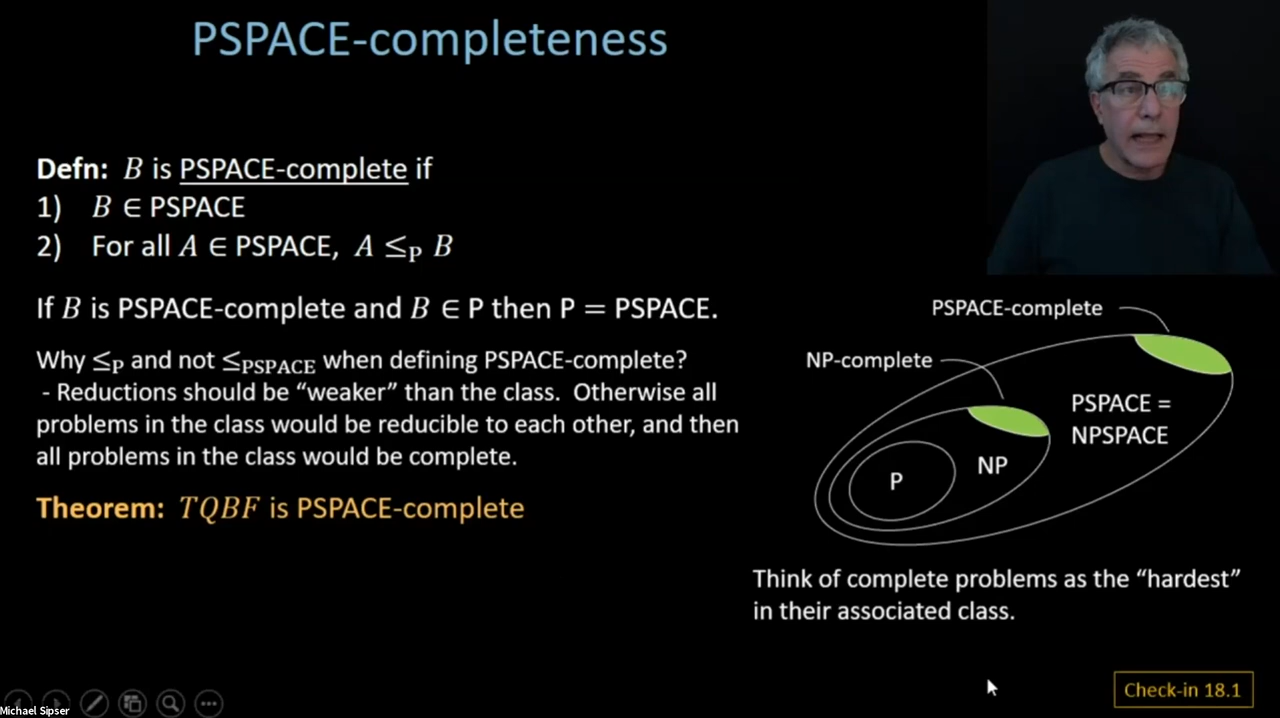 PSPACE-completeness
Defn: B is PSPACE-complete if
1) B ∈ PSPACE
2) For all A ∈ PSPACE, A ≤P B
If B is PSPACE-complete and B ∈ P then P = PSPACE.
Why ≤P and not ≤PSPACE when defining PSPACE-complete?
- Reductions should be “weaker” than the class. Otherwise all
problems in the class would be reducible to each other, and then
all problems in the class would be complete.
Theorem: TQBF is PSPACE-complete
PSPACE-complete
NP-complete
PSPACE =
NPSPACE
NP
P
Think of complete problems as the “hardest”
in their associated class.
Check-in 18.1
Michael Sipser